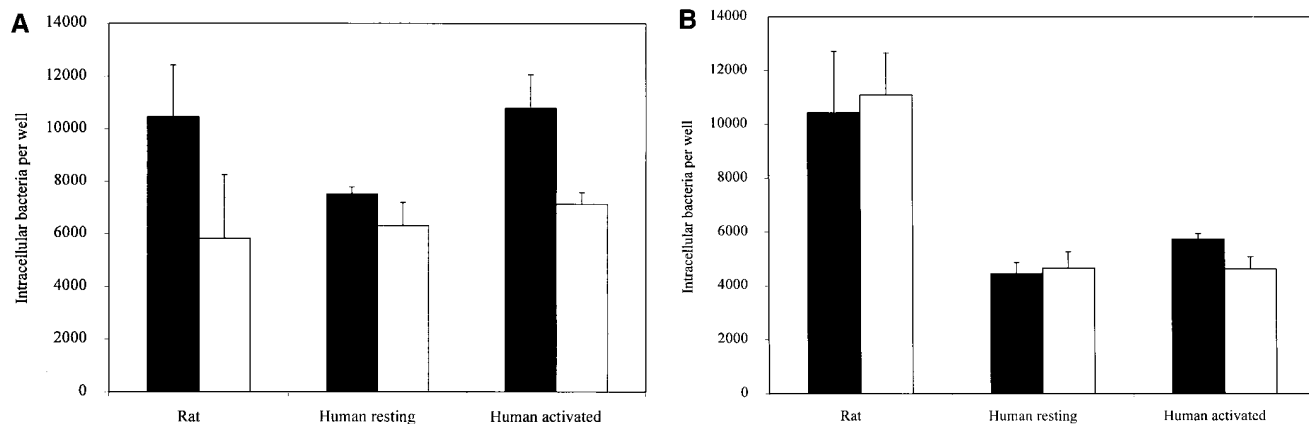 A
Intracellular bacteria per well
14000
12000
10000
8000
6000
4000
2000
0
Rat
Human resting
Human activated
B
Intracellular bacteria per well
14000
12000
10000
8000
6000
4000
2000
0
Rat
Human resting
Human activated